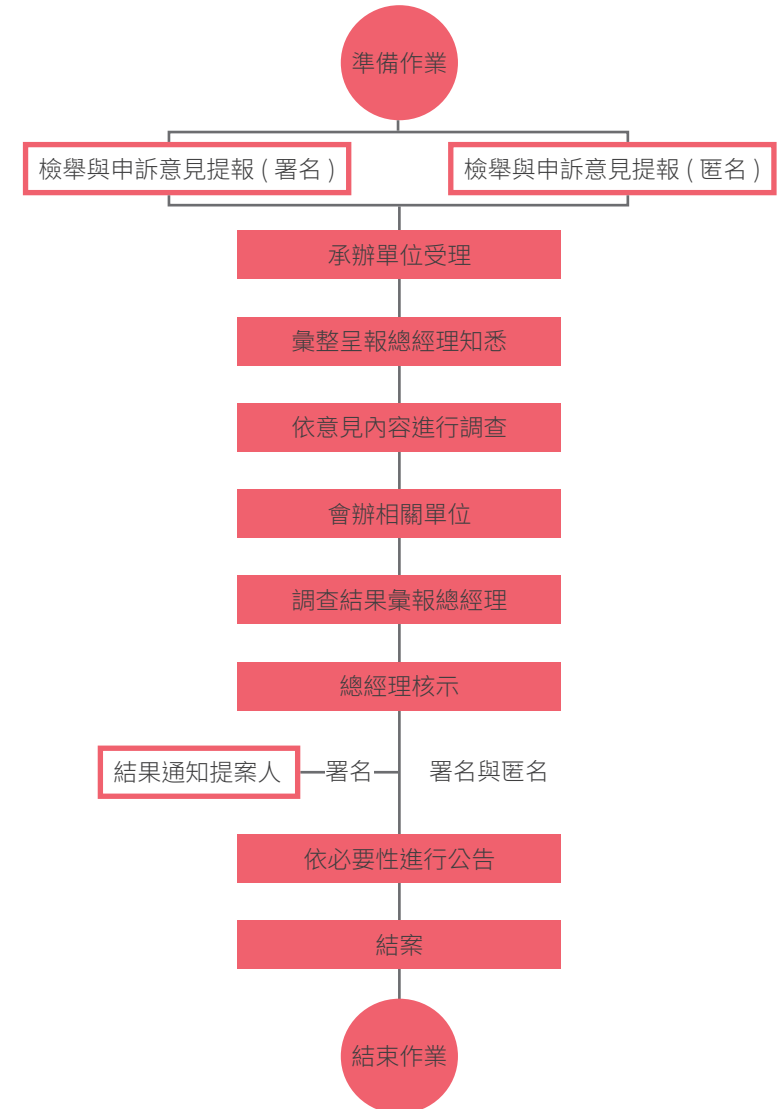 準備作業
檢舉與申訴意見提報 ( 署名 )
檢舉與申訴意見提報 ( 匿名 )
承辦單位受理
彙整呈報總經理知悉
依意見內容進行調查
會辦相關單位
調查結果彙報總經理
總經理核示
結果通知提案人
署名
署名與匿名
依必要性進行公告
結案
結束作業